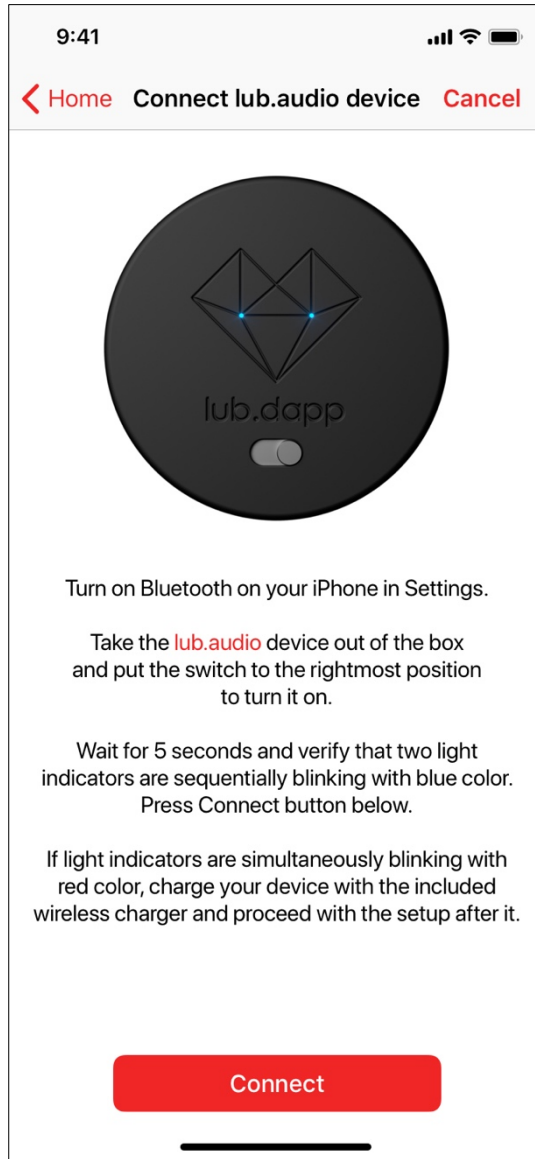 9:41
Home Connect lub.audio device Cancel
lub.dapp
Turn on Bluetooth on your iPhone in Settings.
Take the lub.audio device out of the box
and put the switch to the rightmost position
to turn it on.
Wait for 5 seconds and verify that two light
indicators are sequentially blinking with blue color.
Press Connect button below.
If light indicators are simultaneously blinking with
red color, charge your device with the included
wireless charger and proceed with the setup after it.
Connect